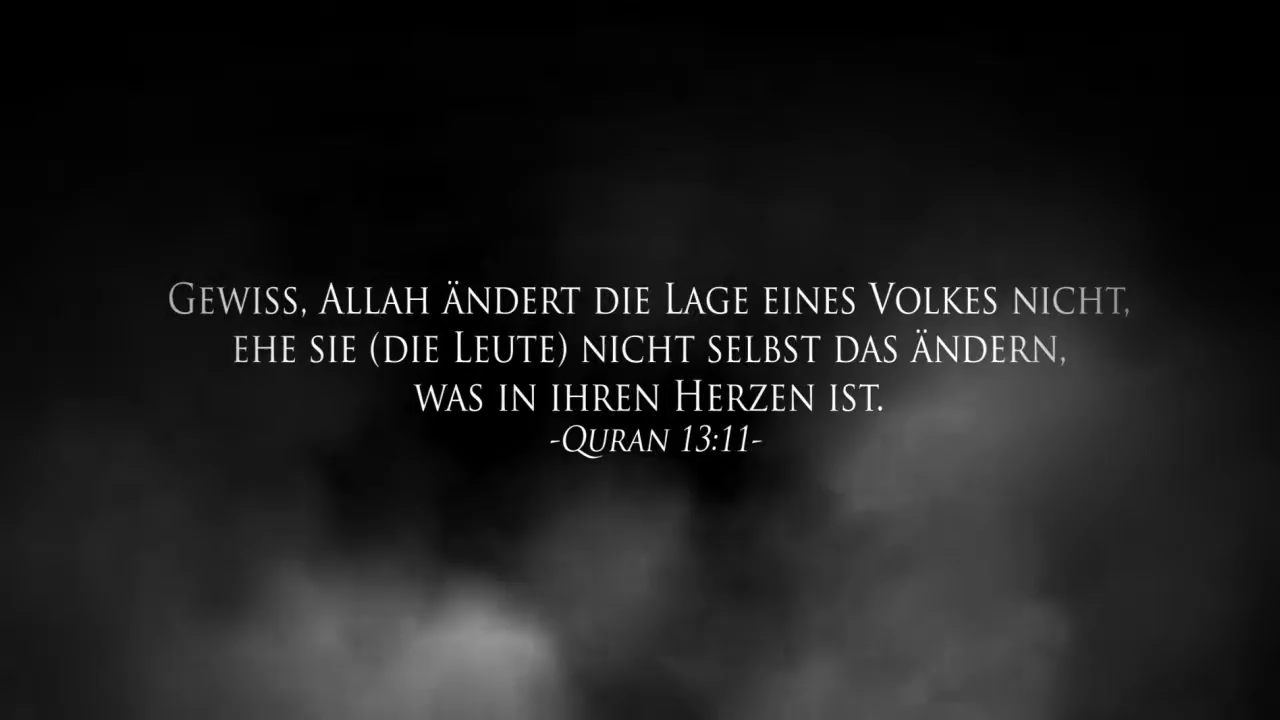 Gewiss, Allah ändert die Lage eines Volkes nicht,
ehe sie (die Leute) nicht selbst das ändern,
was in ihren Herzen ist.
-Quran 13:11-